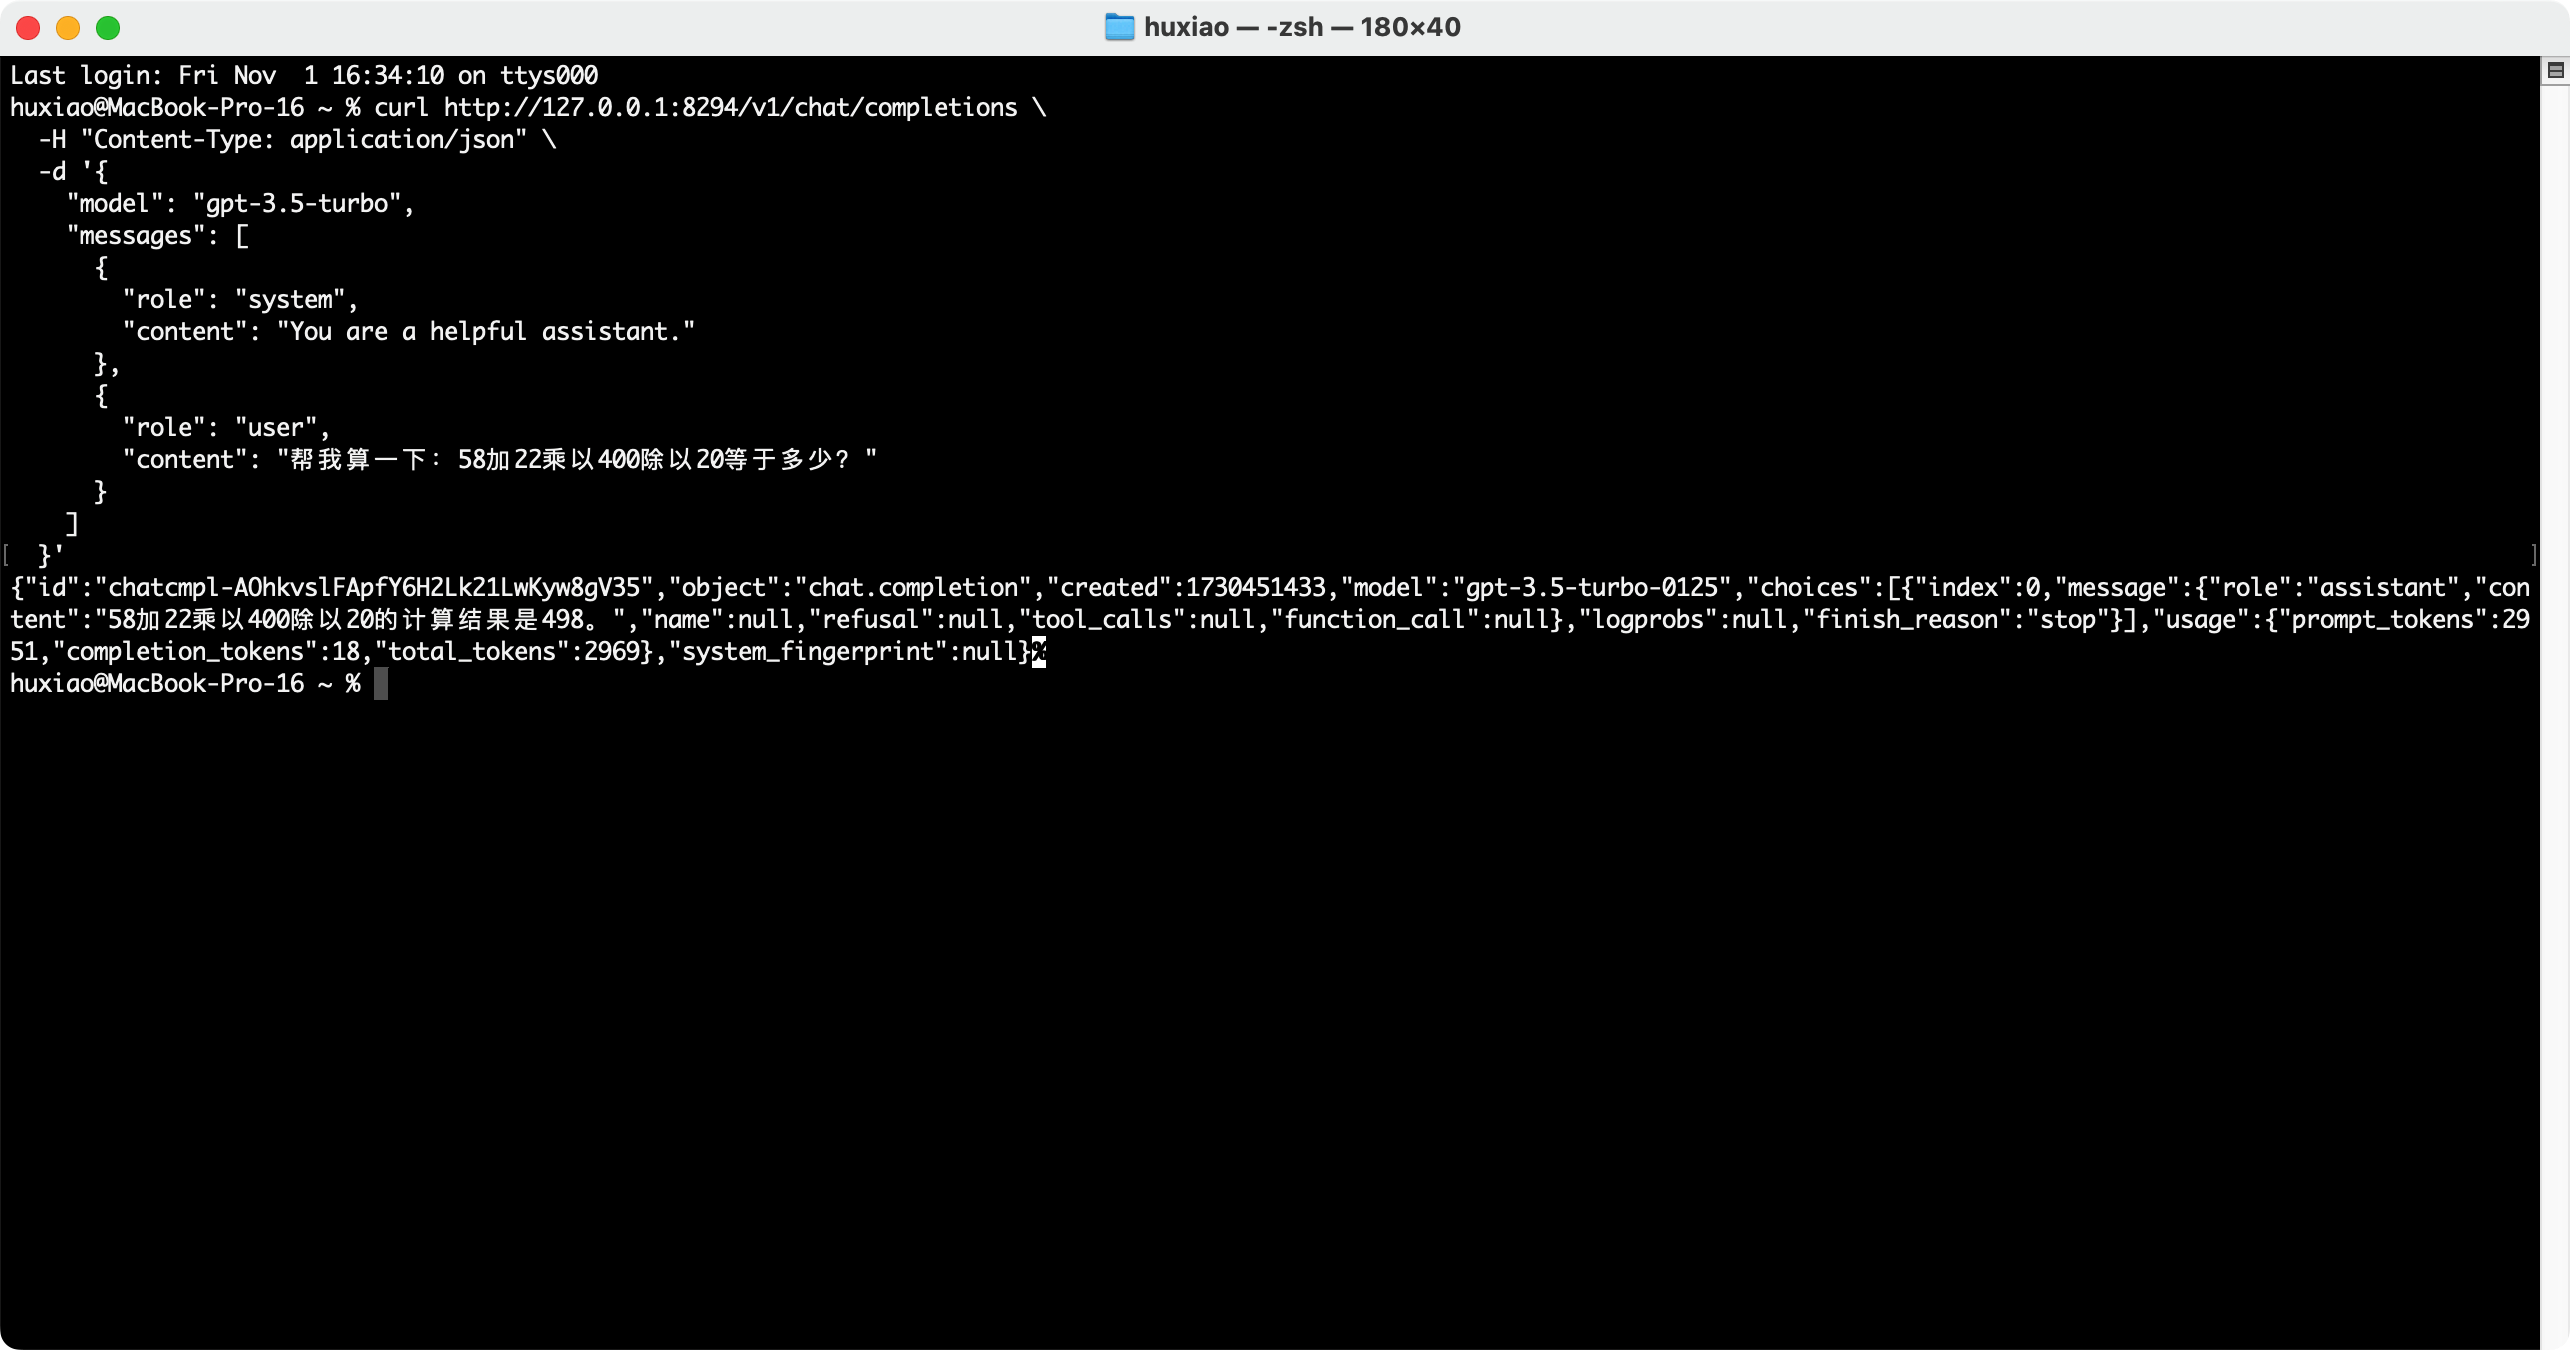 huxiao — -zsh — 180×40
Last login: Fri Nov  1 16:34:10 on ttys000
huxiao@MacBook-Pro-16 ~ % curl http://127.0.0.1:8294/v1/chat/completions \
  -H "Content-Type: application/json" \
  -d '{
    "model": "gpt-3.5-turbo",
    "messages": [
      {
        "role": "system",
        "content": "You are a helpful assistant."
      },
      {
        "role": "user",
        "content": "帮我算一下：58加22乘以400除以20等于多少？"
      }
    ]
[  }' ]
{"id":"chatcmpl-AOhkvslFApfY6H2Lk21LwKyw8gV35","object":"chat.completion","created":1730451433,"model":"gpt-3.5-turbo-0125","choices":[{"index":0,"message":{"role":"assistant","con
tent":"58加22乘以400除以20的计算结果是498。","name":null,"refusal":null,"tool_calls":null,"function_call":null},"logprobs":null,"finish_reason":"stop"}],"usage":{"prompt_tokens":29
51,"completion_tokens":18,"total_tokens":2969},"system_fingerprint":null}%
huxiao@MacBook-Pro-16 ~ %